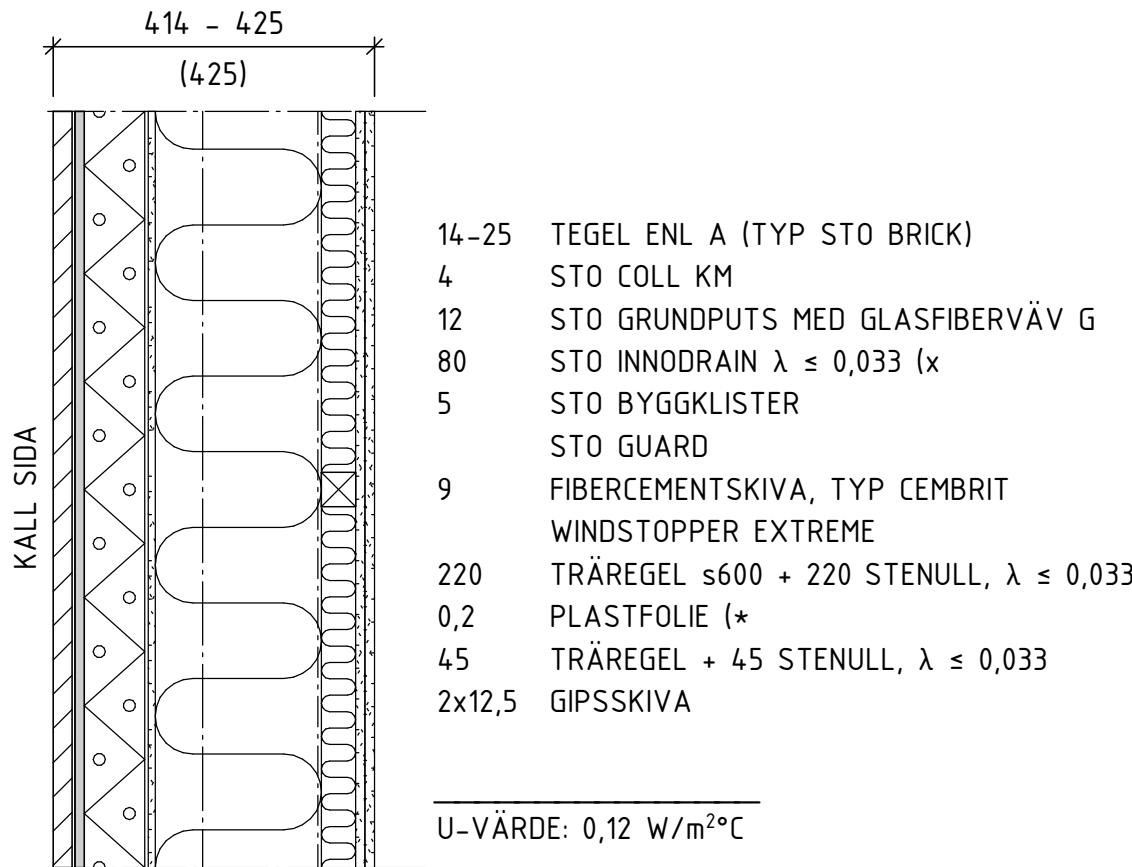 414 - 425
(425)
KALL SIDA
14-25 TEGEL ENL A (TYP STO BRICK)
4 STO COLL KM
12 STO GRUNDPUTS MED GLASFIBERVÄV G
80 STO INNODRAIN λ ≤ 0,033 (x
5 STO BYGGKLISTER
STO GUARD
9 FIBERCEMENTSKIVA, TYP CEMBRIT
WINDSTOPPER EXTREME
220 TRÄREGEL s600 + 220 STENULL, λ ≤ 0,033
0,2 PLASTFOLIE (*
45 TRÄREGEL + 45 STENULL, λ ≤ 0,033
2x12,5 GIPSSKIVA
U-VÄRDE: 0,12 W/m²°C